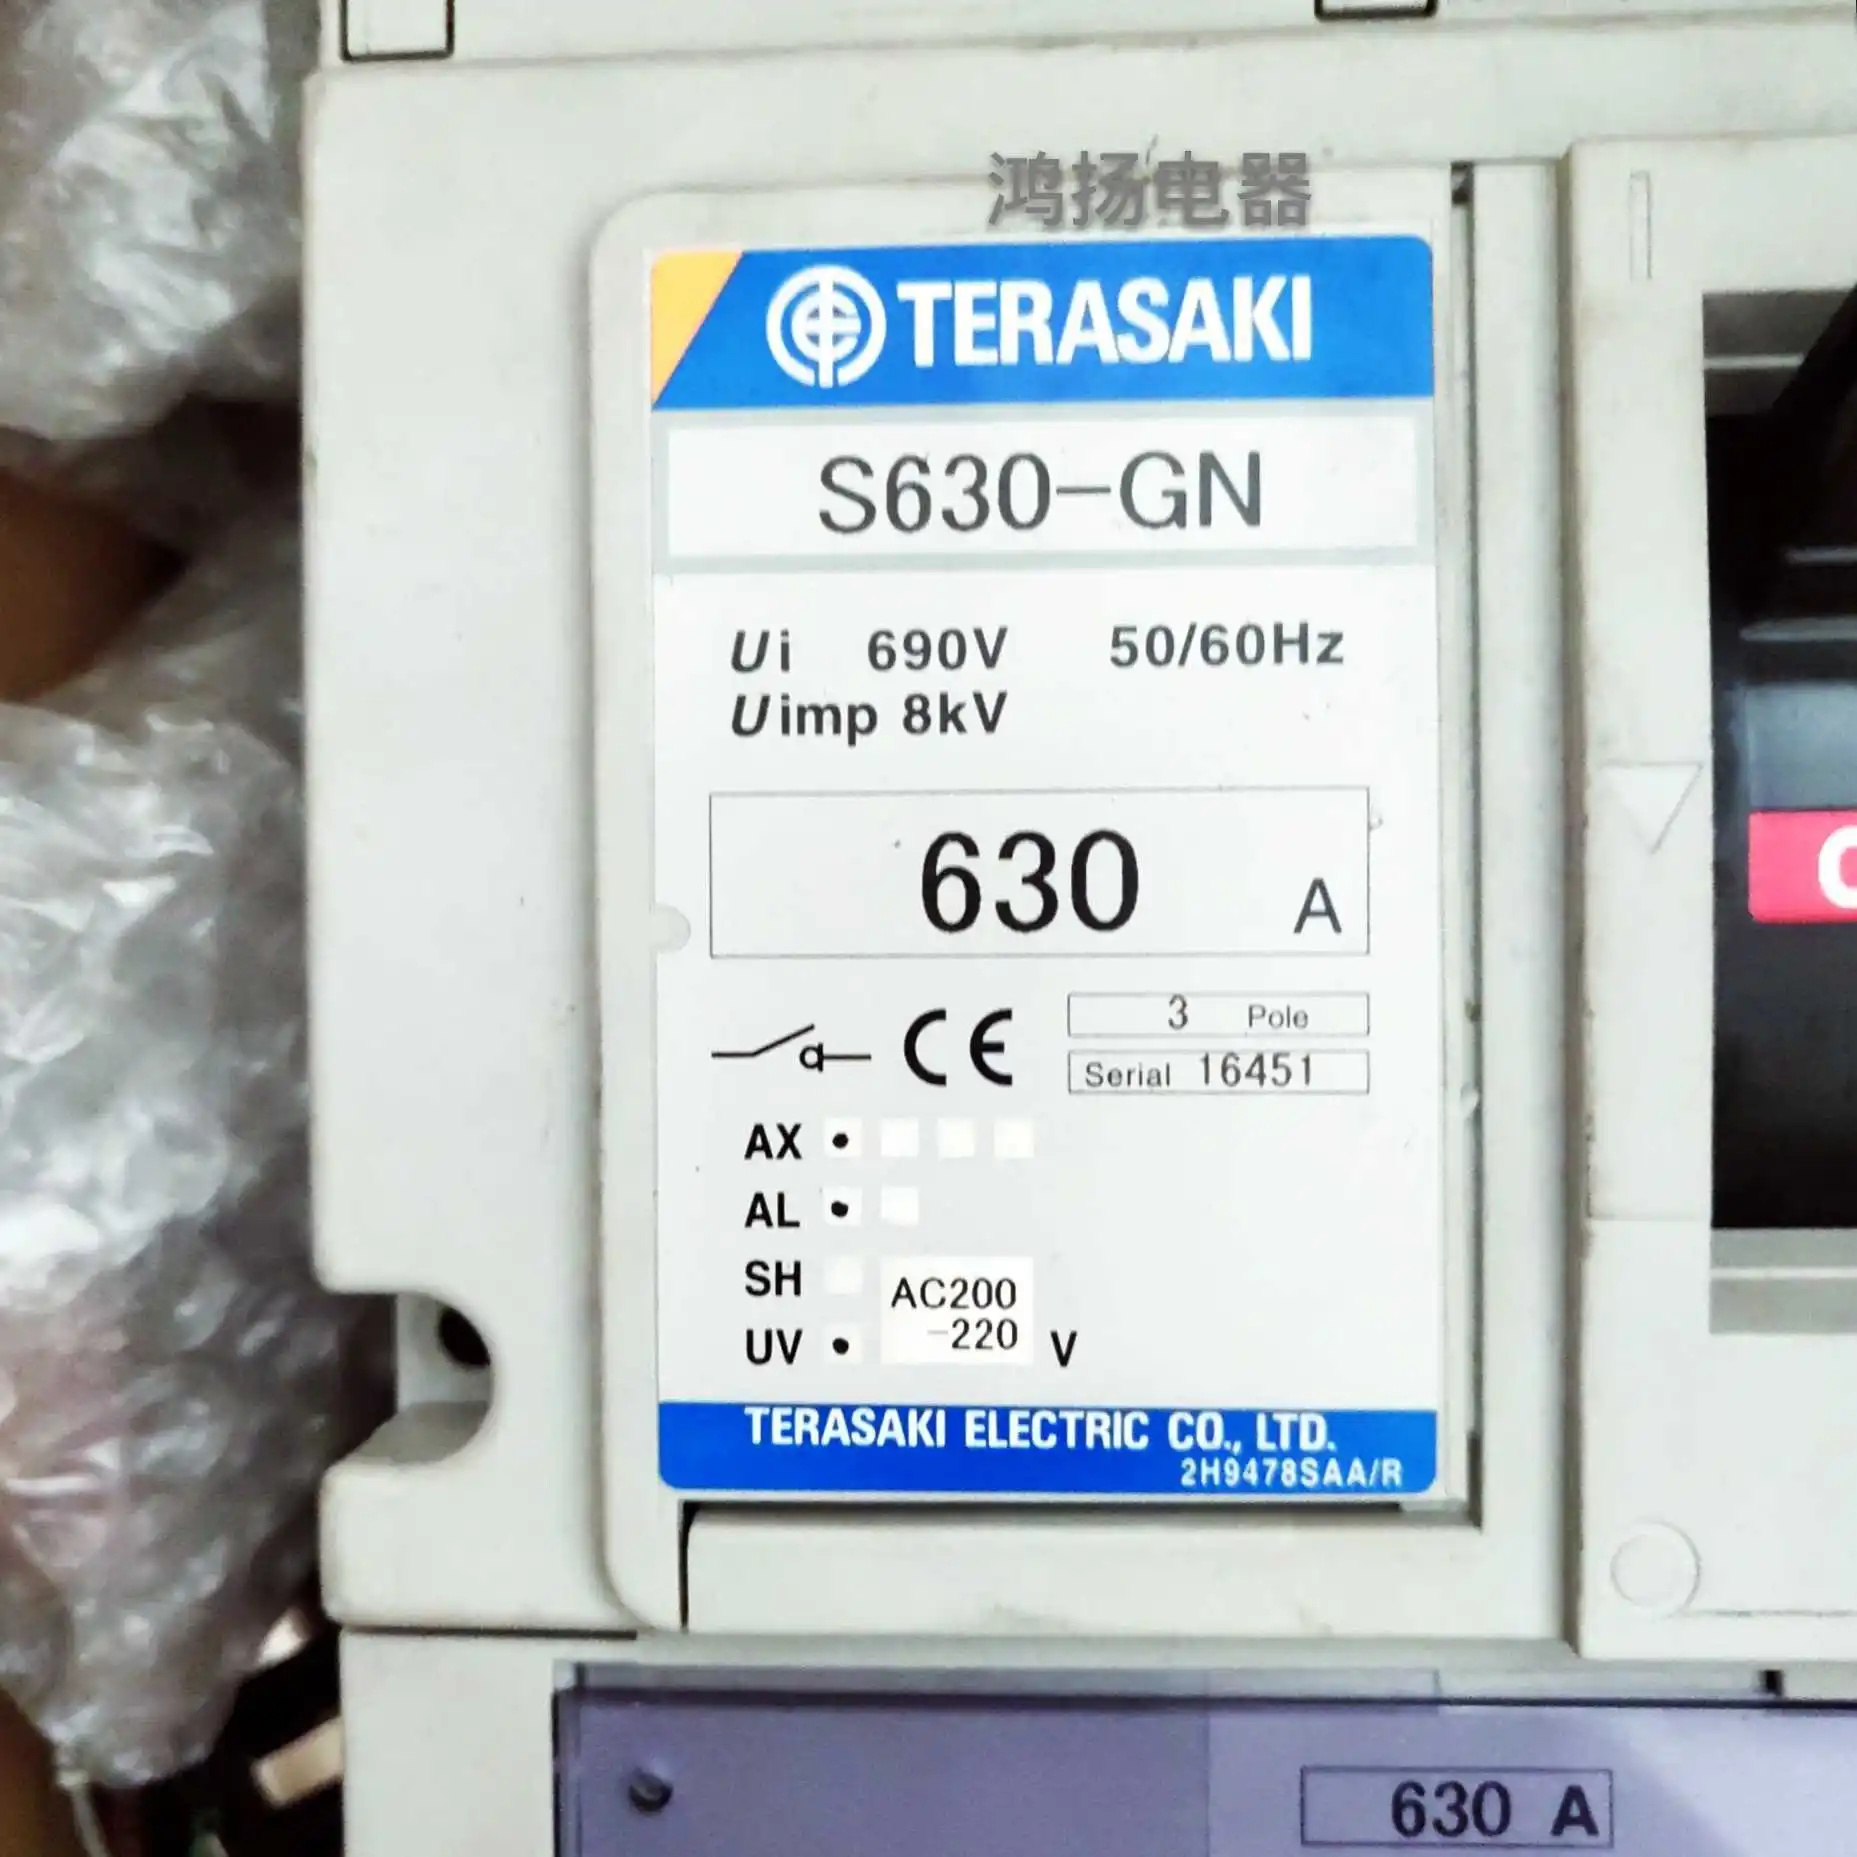 鸿扬电器
TERASAKI
S630-GN
Ui 690V 50/60Hz
Uimp 8kV
630 A
CE
3 Pole
Serial 16451
AX •
AL •
SH
AC200
-220
UV • V
TERASAKI ELECTRIC CO., LTD.
2H9478SAA/R
630 A